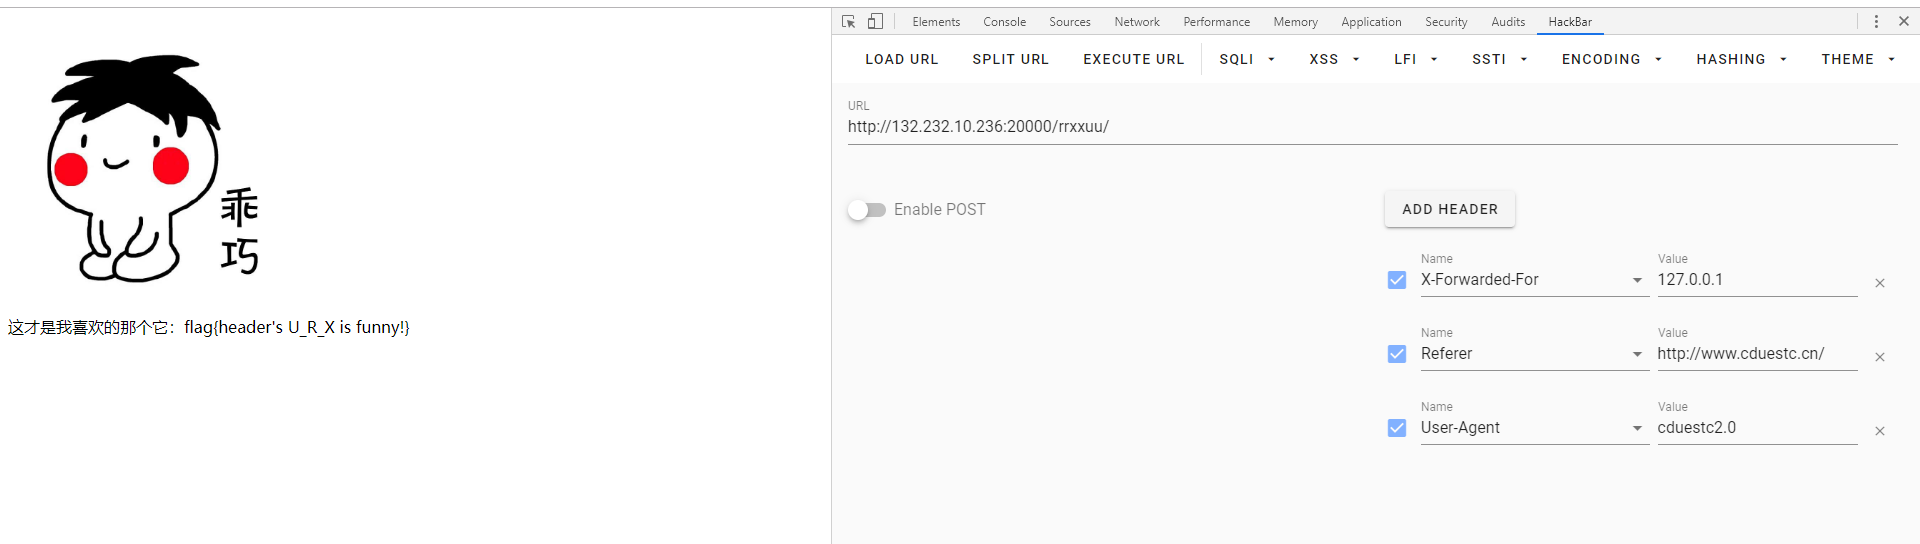 乖
巧
这才是我喜欢的那个它：flag{header's U_R_X is funny!}
Elements Console Sources Network Performance Memory Application Security Audits HackBar
LOAD URL SPLIT URL EXECUTE URL SQLI XSS LFI SSTI ENCODING HASHING THEME
URL
http://132.232.10.236:20000/rrxxuu/
Enable POST
ADD HEADER
Name Value
X-Forwarded-For 127.0.0.1
Name Value
Referer http://www.cduestc.cn/
Name Value
User-Agent cduestc2.0